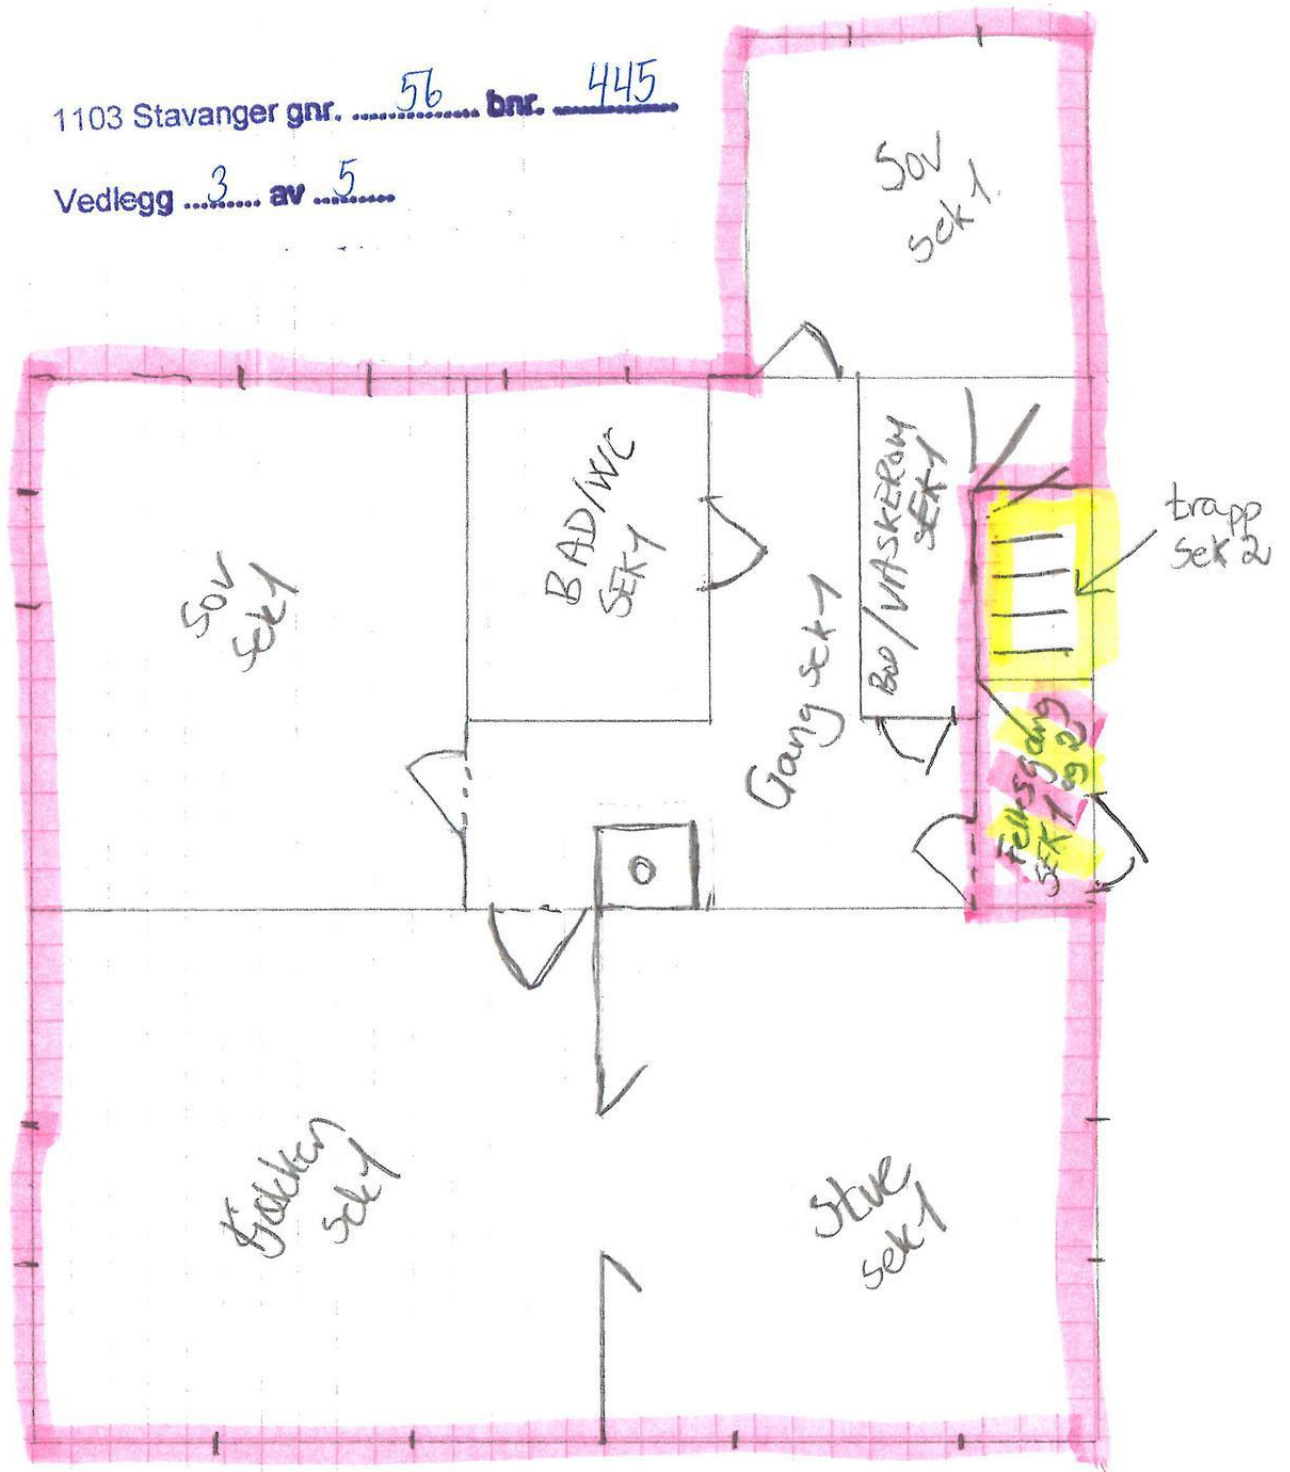 1103 Stavanger gnr. 56 bnr. 445
Vedlegg 3 av 5
Sov
sek 1.
BAD/WC
SEK 1
BOD/VASKEROM
SEK 1
trapp
sek 2
Sov
sek 1
Gang sek 1
Fellesgang
SEK 1 og 2
Kjøkken
sek 1
Stue
sek 1